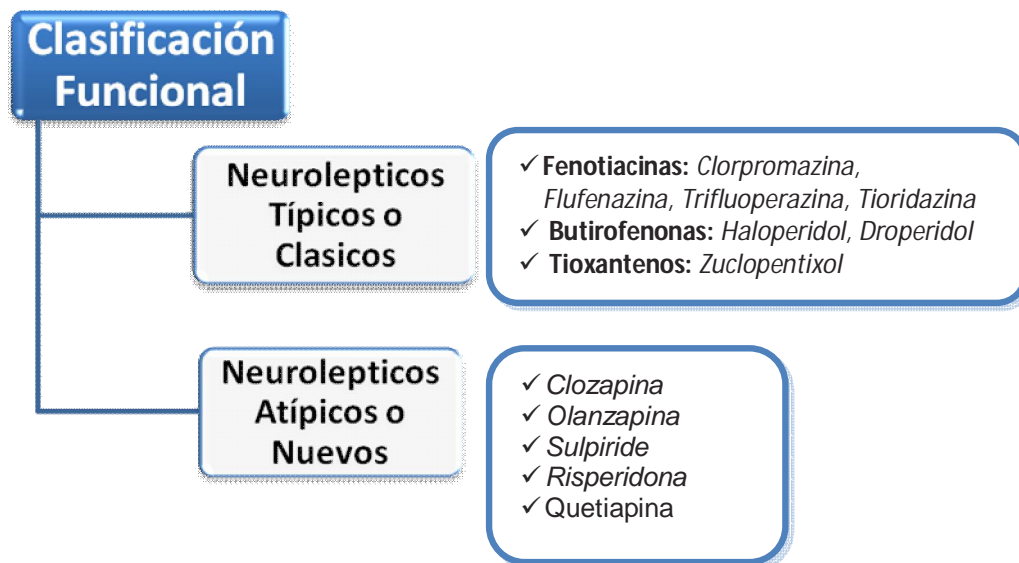 Clasificación
Funcional
Neurolepticos
Típicos o
Clasicos
✓ Fenotiacinas: Clorpromazina,
Flufenazina, Trifluoperazina, Tioridazina
✓ Butirofenonas: Haloperidol, Droperidol
✓ Tioxantenos: Zuclopentixol
Neurolepticos
Atípicos o
Nuevos
✓ Clozapina
✓ Olanzapina
✓ Sulpiride
✓ Risperidona
✓ Quetiapina